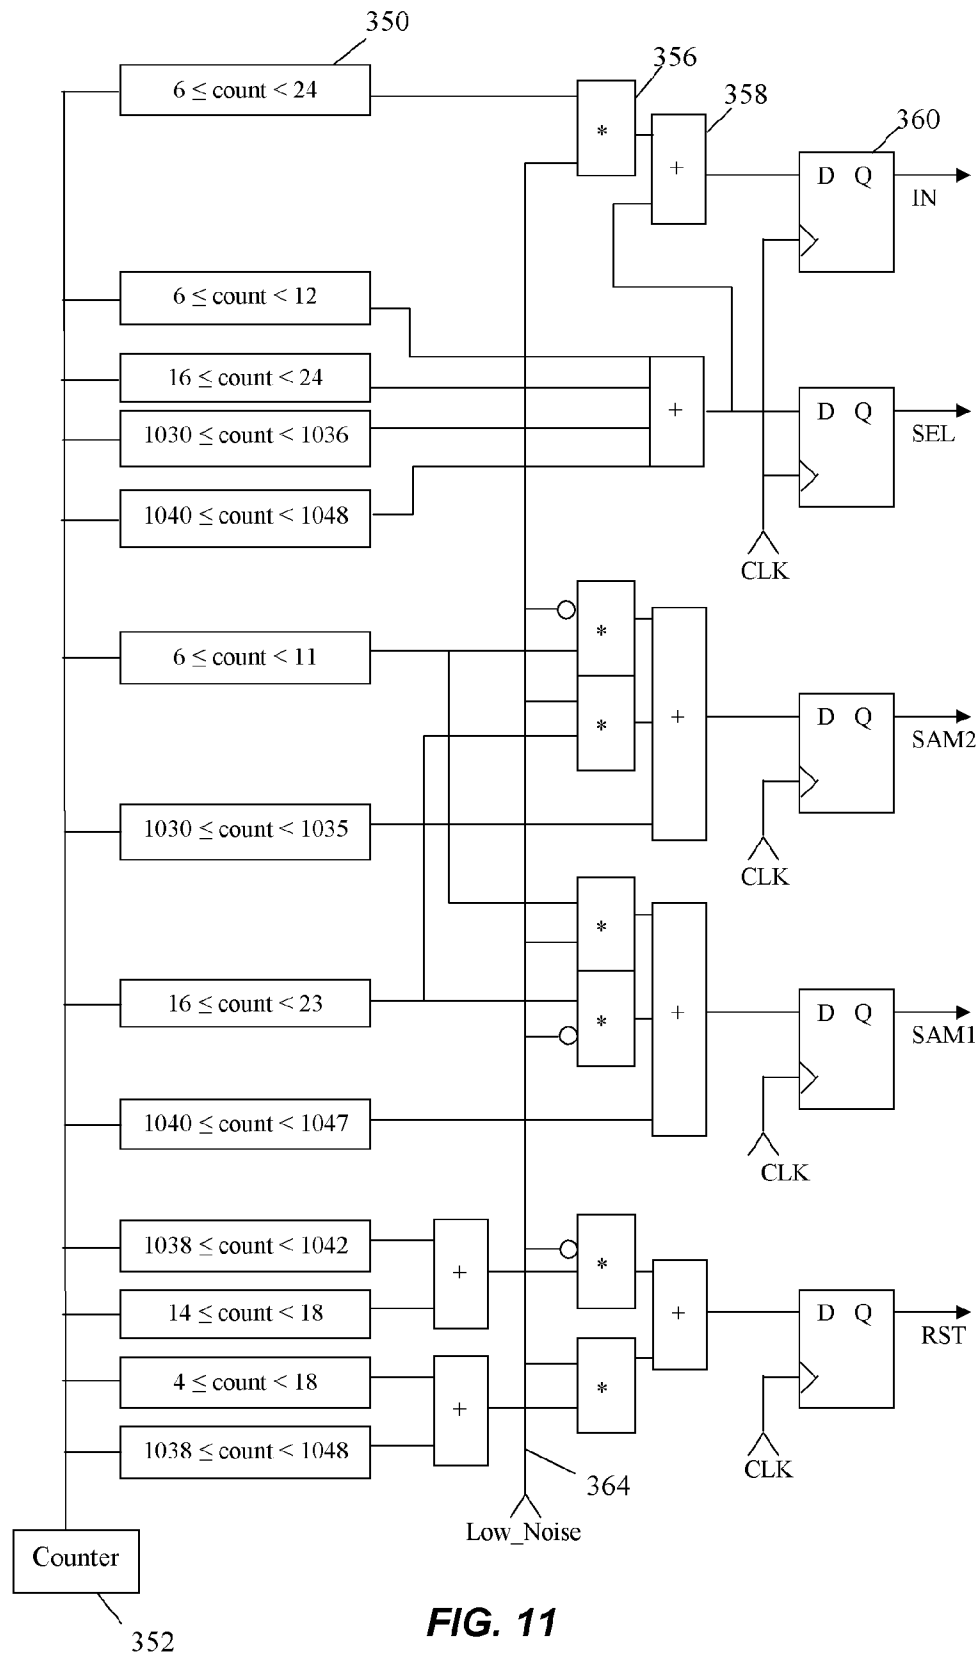 350
6 ≤ count < 24
356
*
358
+
360
D Q
IN
6 ≤ count < 12
16 ≤ count < 24
1030 ≤ count < 1036
1040 ≤ count < 1048
+
D Q
SEL
CLK
6 ≤ count < 11
*
*
+
D Q
SAM2
1030 ≤ count < 1035
CLK
16 ≤ count < 23
*
*
+
D Q
SAM1
1040 ≤ count < 1047
CLK
1038 ≤ count < 1042
14 ≤ count < 18
+
*
+
D Q
RST
4 ≤ count < 18
1038 ≤ count < 1048
+
*
CLK
364
Low_Noise
Counter
352
FIG. 11